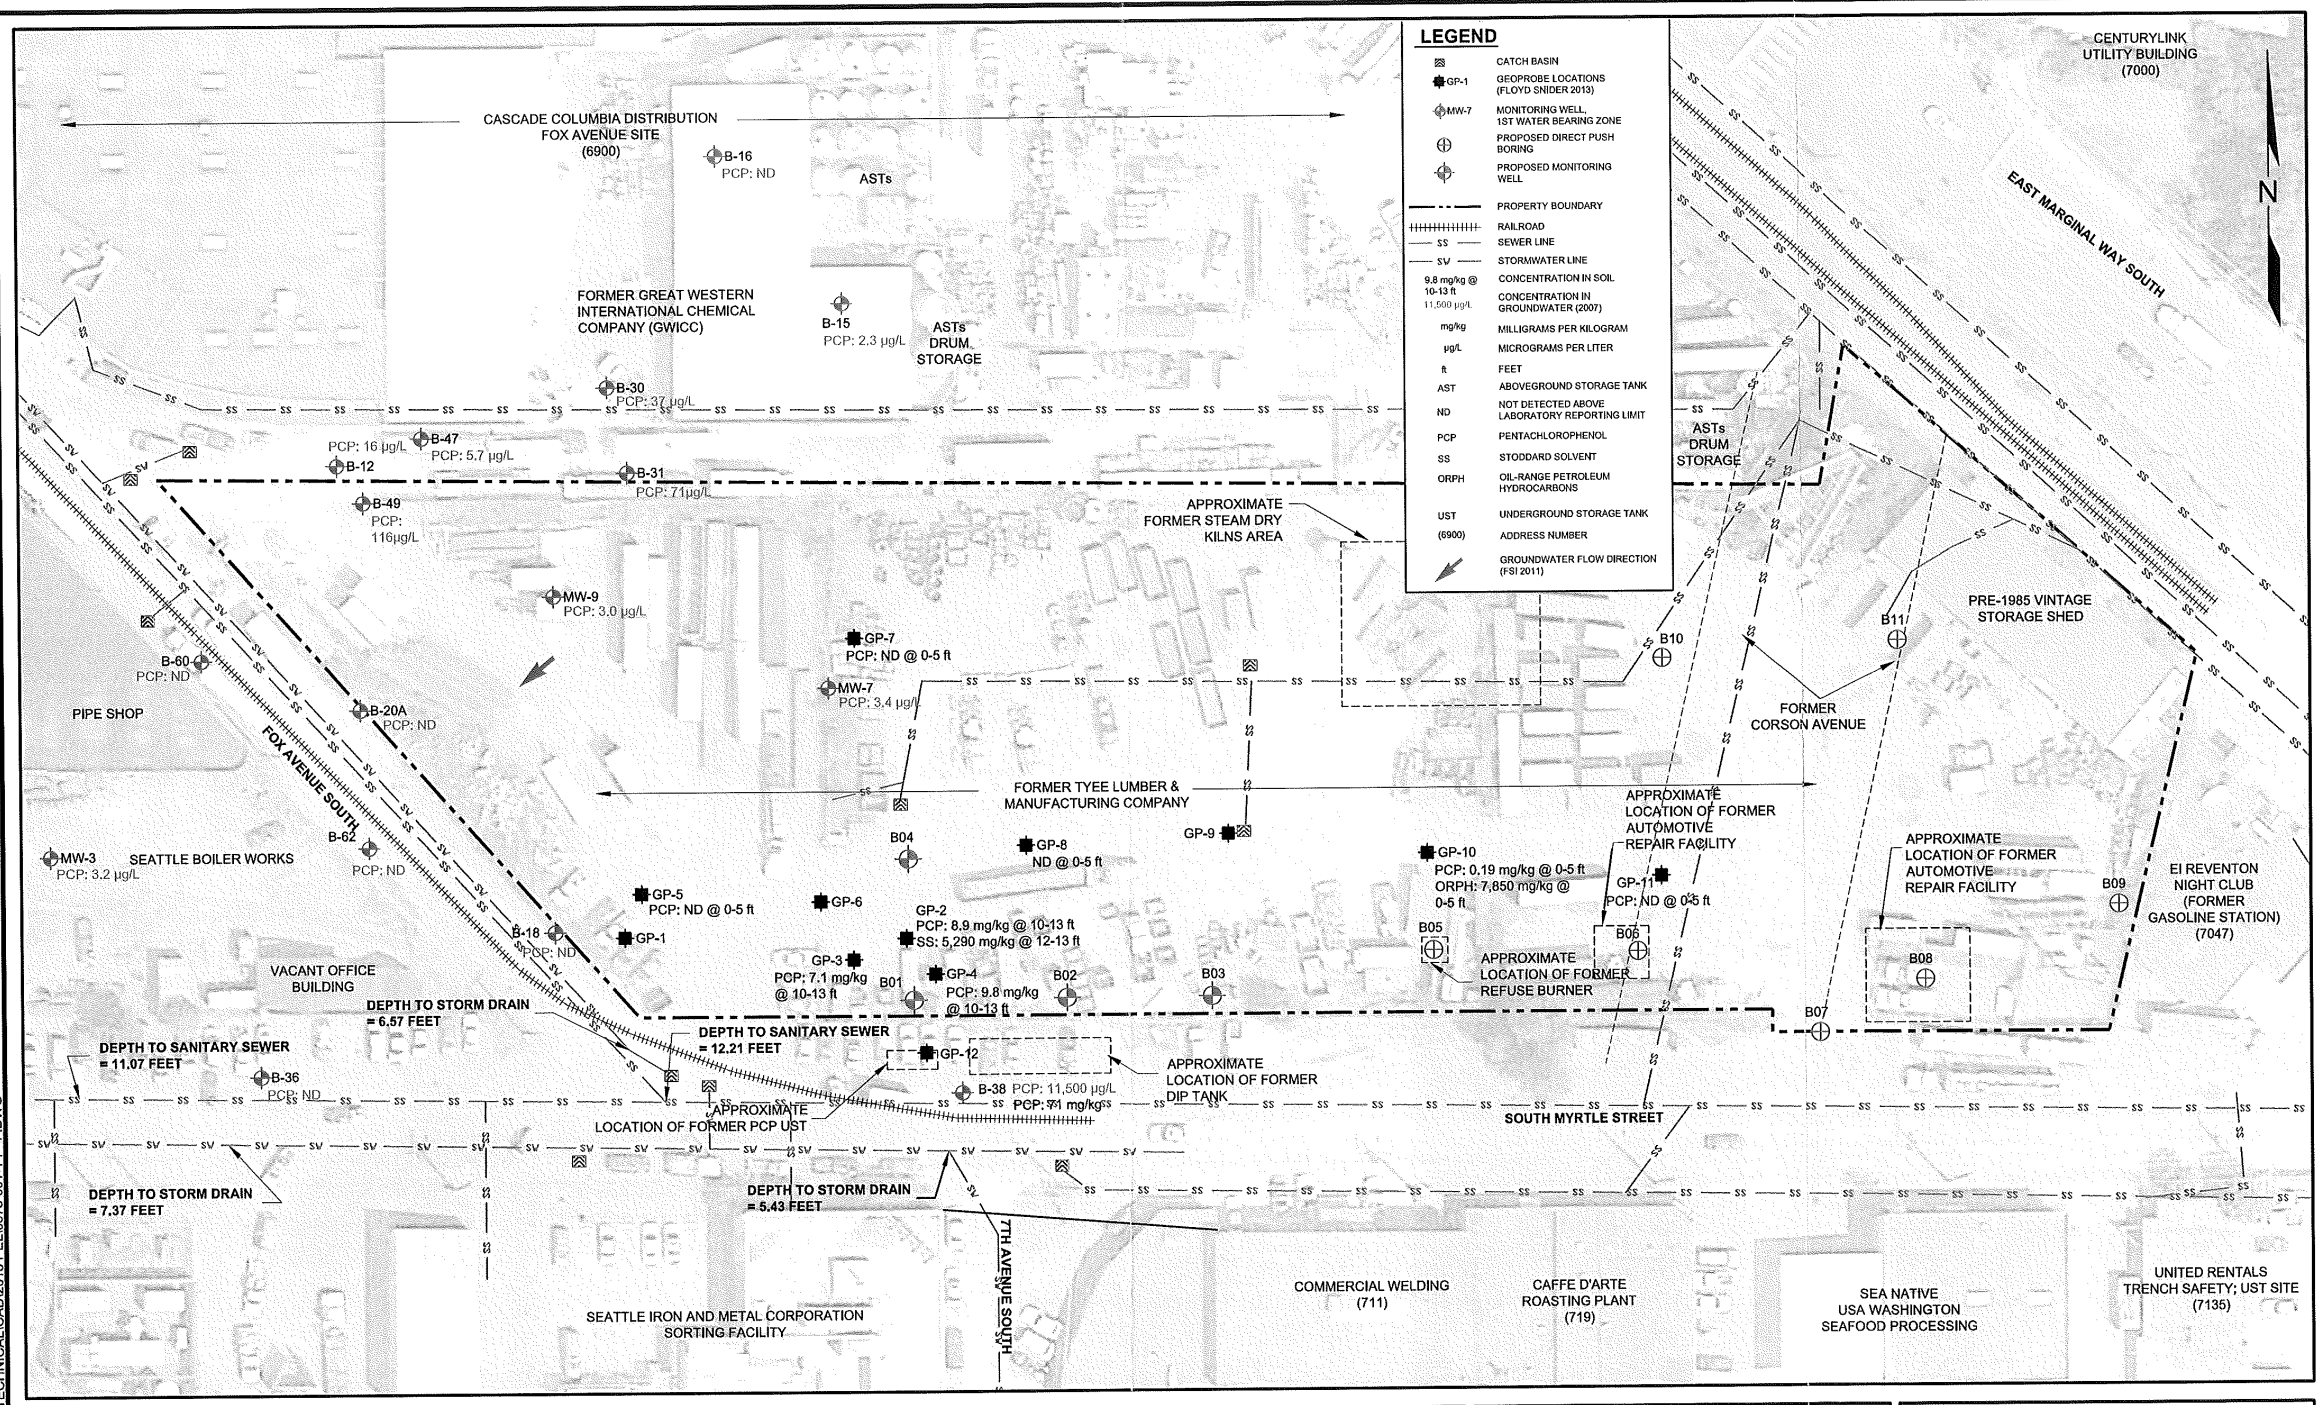 LEGEND
CATCH BASIN
GP-1
GEOPROBE LOCATIONS
(FLOYD SNIDER 2013)
MW-7
MONITORING WELL,
1ST WATER BEARING ZONE
PROPOSED DIRECT PUSH
BORING
PROPOSED MONITORING
WELL
PROPERTY BOUNDARY
RAILROAD
SS
SEWER LINE
SW
STORMWATER LINE
9.8 mg/kg @
10-13 ft
CONCENTRATION IN SOIL
11,500 µg/L
CONCENTRATION IN
GROUNDWATER (2007)
mg/kg
MILLIGRAMS PER KILOGRAM
µg/L
MICROGRAMS PER LITER
ft
FEET
AST
ABOVEGROUND STORAGE TANK
ND
NOT DETECTED ABOVE
LABORATORY REPORTING LIMIT
PCP
PENTACHLOROPHENOL
SS
STODDARD SOLVENT
ORPH
OIL-RANGE PETROLEUM
HYDROCARBONS
UST
UNDERGROUND STORAGE TANK
(6900)
ADDRESS NUMBER
GROUNDWATER FLOW DIRECTION
(FSI 2011)
CENTURYLINK
UTILITY BUILDING
(7000)
N
EAST MARGINAL WAY SOUTH
CASCADE COLUMBIA DISTRIBUTION
FOX AVENUE SITE
(6900)
B-16
PCP: ND
ASTs
FORMER GREAT WESTERN
INTERNATIONAL CHEMICAL
COMPANY (GWICC)
B-15
PCP: 2.3 µg/L
ASTs
DRUM
STORAGE
B-30
PCP: 37 µg/L
PCP: 16 µg/L
B-12
B-47
PCP: 5.7 µg/L
B-31
PCP: 71µg/L
B-49
PCP:
116µg/L
ASTs
DRUM
STORAGE
APPROXIMATE
FORMER STEAM DRY
KILNS AREA
MW-9
PCP: 3.0 µg/L
GP-7
PCP: ND @ 0-5 ft
B-60
PCP: ND
MW-7
PCP: 3.4 µg/L
B10
B11
PRE-1985 VINTAGE
STORAGE SHED
PIPE SHOP
B-20A
PCP: ND
FORMER
CORSON AVENUE
FOX AVENUE SOUTH
FORMER TYEE LUMBER &
MANUFACTURING COMPANY
APPROXIMATE
LOCATION OF FORMER
AUTOMOTIVE
REPAIR FACILITY
APPROXIMATE
LOCATION OF FORMER
AUTOMOTIVE
REPAIR FACILITY
B-62
PCP: ND
MW-3
PCP: 3.2 µg/L
SEATTLE BOILER WORKS
B04
GP-8
ND @ 0-5 ft
GP-9
GP-10
PCP: 0.19 mg/kg @ 0-5 ft
ORPH: 7,850 mg/kg @
0-5 ft
GP-11
PCP: ND @ 0-5 ft
EI REVENTON
NIGHT CLUB
(FORMER
GASOLINE STATION)
(7047)
B09
GP-5
PCP: ND @ 0-5 ft
GP-6
GP-2
PCP: 8.9 mg/kg @ 10-13 ft
SS: 5,290 mg/kg @ 12-13 ft
GP-1
B-18
PCP: ND
GP-3
PCP: 7.1 mg/kg
@ 10-13 ft
GP-4
PCP: 9.8 mg/kg
@ 10-13 ft
B01
B02
B03
B05
APPROXIMATE
LOCATION OF FORMER
REFUSE BURNER
B06
B08
B07
VACANT OFFICE
BUILDING
DEPTH TO STORM DRAIN
= 6.57 FEET
DEPTH TO SANITARY SEWER
= 12.21 FEET
DEPTH TO SANITARY SEWER
= 11.07 FEET
B-36
PCP: ND
GP-12
APPROXIMATE
LOCATION OF FORMER
DIP TANK
B-38 PCP: 11,500 µg/L
PCP: 71 mg/kg
APPROXIMATE
LOCATION OF FORMER PCP UST
SOUTH MYRTLE STREET
DEPTH TO STORM DRAIN
= 7.37 FEET
DEPTH TO STORM DRAIN
= 5.43 FEET
7TH AVENUE SOUTH
SEATTLE IRON AND METAL CORPORATION
SORTING FACILITY
COMMERCIAL WELDING
(711)
CAFFE D'ARTE
ROASTING PLANT
(719)
SEA NATIVE
USA WASHINGTON
SEAFOOD PROCESSING
UNITED RENTALS
TRENCH SAFETY; UST SITE
(7135)